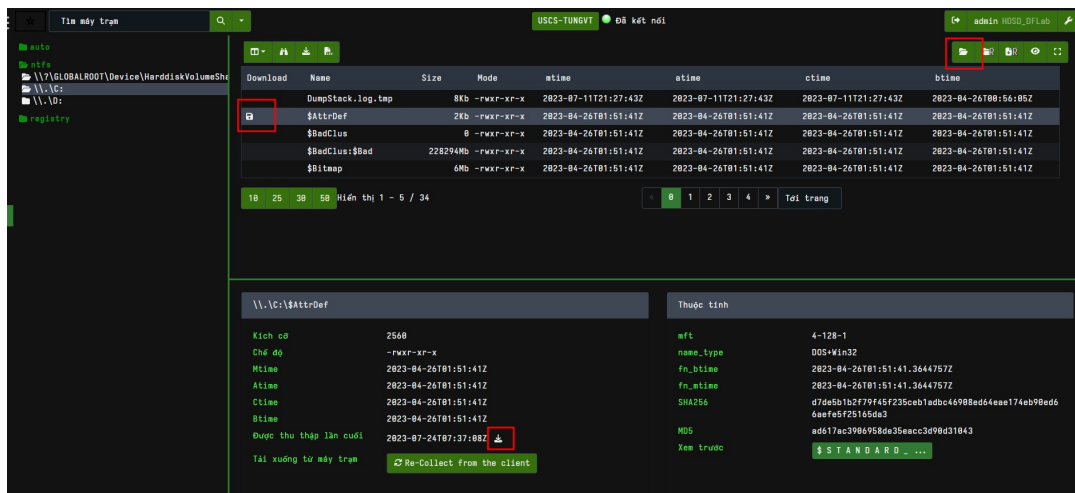 Tìm máy trạm
USCS-TUNGVT Đã kết nối
admin HDSD_DFLab
auto
ntfs
\\?\GLOBALROOT\Device\HarddiskVolumeSha
\\.\C:
\\.\D:
registry
R R
Download Name Size Mode mtime atime ctime btime
DumpStack.log.tmp 8Kb -rwxr-xr-x 2023-07-11T21:27:43Z 2023-07-11T21:27:43Z 2023-07-11T21:27:43Z 2023-04-26T00:56:05Z
$AttrDef 2Kb -rwxr-xr-x 2023-04-26T01:51:41Z 2023-04-26T01:51:41Z 2023-04-26T01:51:41Z 2023-04-26T01:51:41Z
$BadClus 0 -rwxr-xr-x 2023-04-26T01:51:41Z 2023-04-26T01:51:41Z 2023-04-26T01:51:41Z 2023-04-26T01:51:41Z
$BadClus:$Bad 228294Mb -rwxr-xr-x 2023-04-26T01:51:41Z 2023-04-26T01:51:41Z 2023-04-26T01:51:41Z 2023-04-26T01:51:41Z
$Bitmap 6Mb -rwxr-xr-x 2023-04-26T01:51:41Z 2023-04-26T01:51:41Z 2023-04-26T01:51:41Z 2023-04-26T01:51:41Z
10 25 30 50 Hiển thị 1 - 5 / 34 « 0 1 2 3 4 » Tới trang
\\.\C:\$AttrDef
Kích cỡ 2560
Chế độ -rwxr-xr-x
Mtime 2023-04-26T01:51:41Z
Atime 2023-04-26T01:51:41Z
Ctime 2023-04-26T01:51:41Z
Btime 2023-04-26T01:51:41Z
Được thu thập lần cuối 2023-07-24T07:37:08Z
Tải xuống từ máy trạm Re-Collect from the client
Thuộc tính
mft 4-128-1
name_type DOS+Win32
fn_btime 2023-04-26T01:51:41.3644757Z
fn_mtime 2023-04-26T01:51:41.3644757Z
SHA256 d7de5b1b2f79f45f235ceb1adbc46908ed64eae174eb90ed6
6aefe5f25165da3
MD5 ad617ac3906958de35eacc3d90d31043
Xem trước $ S T A N D A R D _ ...